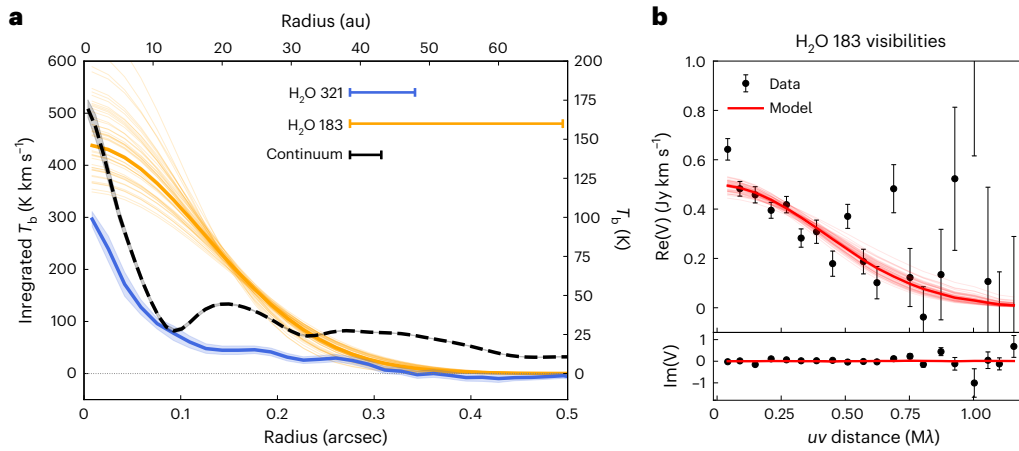 a
Radius (au)
0 10 20 30 40 50 60
600 200
500 175
400 150
300 125
200 100
100 75
0 50
25
0
H₂O 321
H₂O 183
Continuum
Inregrated T_b (K km s⁻¹)
T_b (K)
0 0.1 0.2 0.3 0.4 0.5
Radius (arcsec)
b
H₂O 183 visibilities
Data
Model
1.0
0.8
0.6
0.4
0.2
0
Re(V) (Jy km s⁻¹)
1
0
−1
Im(V)
0 0.25 0.50 0.75 1.00
uv distance (Mλ)